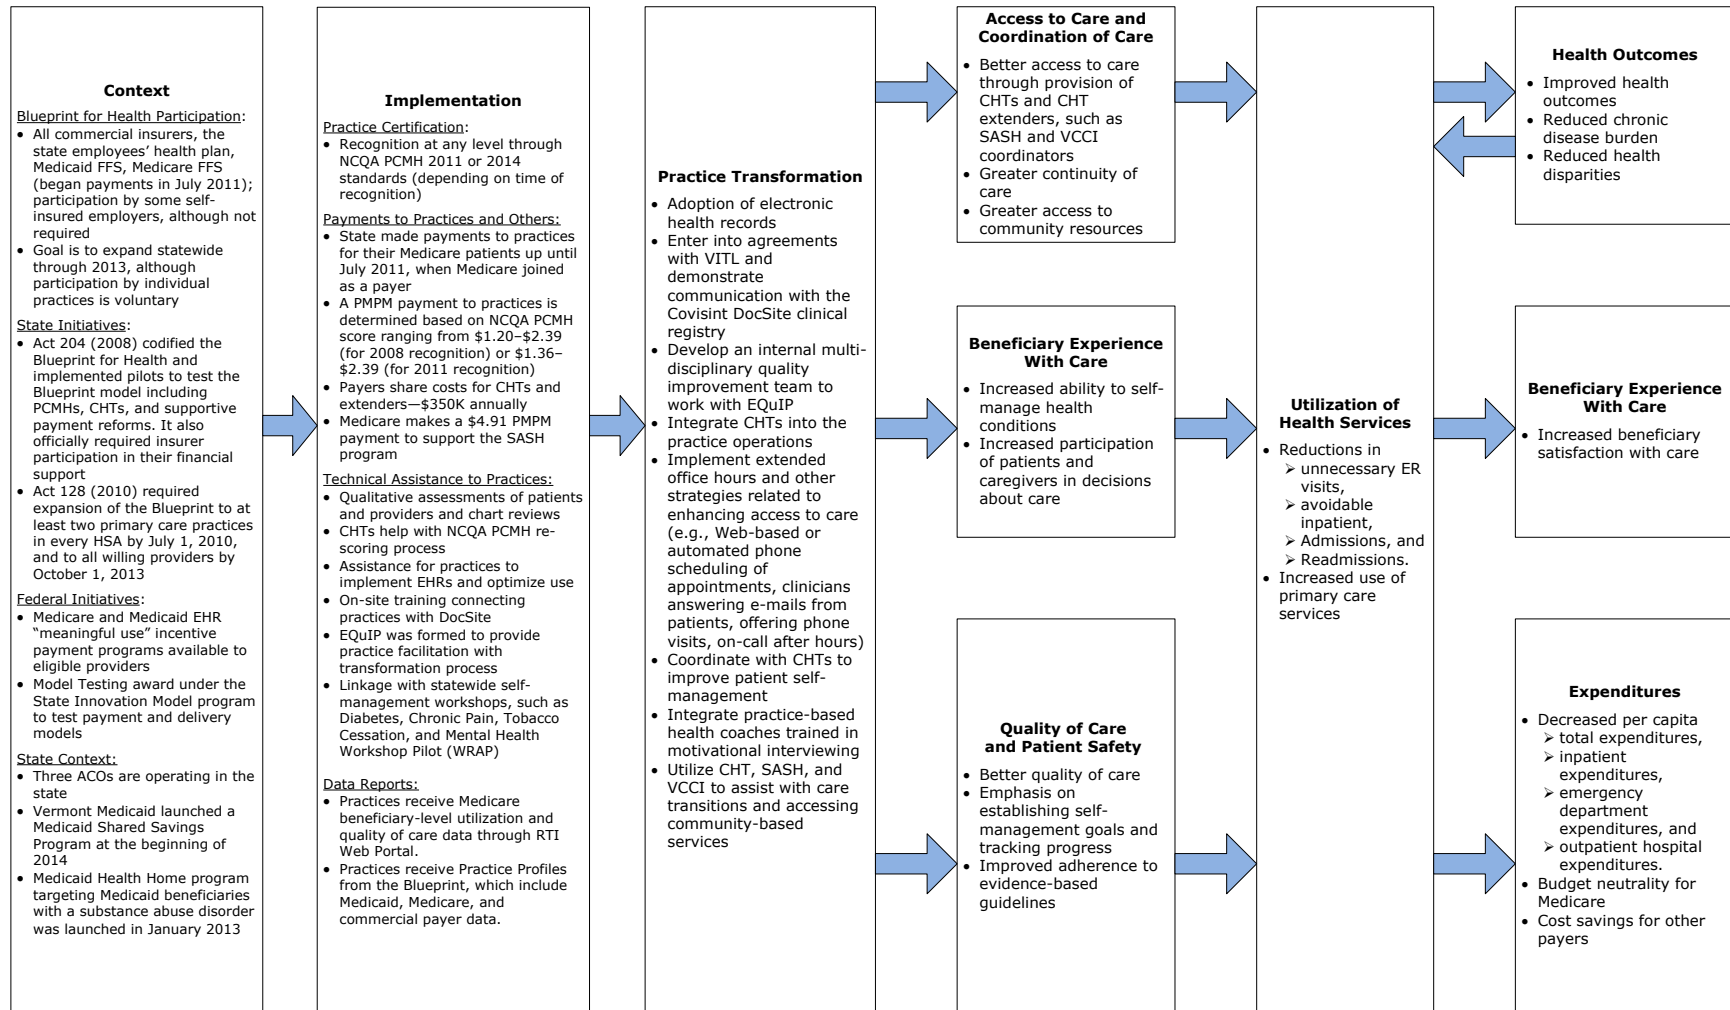 Context
Blueprint for Health Participation:
• All commercial insurers, the
state employees’ health plan,
Medicaid FFS, Medicare FFS
(began payments in July 2011);
participation by some self-
insured employers, although not
required
• Goal is to expand statewide
through 2013, although
participation by individual
practices is voluntary
State Initiatives:
• Act 204 (2008) codified the
Blueprint for Health and
implemented pilots to test the
Blueprint model including
PCMHs, CHTs, and supportive
payment reforms. It also
officially required insurer
participation in their financial
support
• Act 128 (2010) required
expansion of the Blueprint to at
least two primary care practices
in every HSA by July 1, 2010,
and to all willing providers by
October 1, 2013
Federal Initiatives:
• Medicare and Medicaid EHR
“meaningful use” incentive
payment programs available to
eligible providers
• Model Testing award under the
State Innovation Model program
to test payment and delivery
models
State Context:
• Three ACOs are operating in the
state
• Vermont Medicaid launched a
Medicaid Shared Savings
Program at the beginning of
2014
• Medicaid Health Home program
targeting Medicaid beneficiaries
with a substance abuse disorder
was launched in January 2013
Implementation
Practice Certification:
• Recognition at any level through
NCQA PCMH 2011 or 2014
standards (depending on time of
recognition)
Payments to Practices and Others:
• State made payments to practices
for their Medicare patients up until
July 2011, when Medicare joined
as a payer
• A PMPM payment to practices is
determined based on NCQA PCMH
score ranging from $1.20–$2.39
(for 2008 recognition) or $1.36–
$2.39 (for 2011 recognition)
• Payers share costs for CHTs and
extenders—$350K annually
• Medicare makes a $4.91 PMPM
payment to support the SASH
program
Technical Assistance to Practices:
• Qualitative assessments of patients
and providers and chart reviews
• CHTs help with NCQA PCMH re-
scoring process
• Assistance for practices to
implement EHRs and optimize use
• On-site training connecting
practices with DocSite
• EQuIP was formed to provide
practice facilitation with
transformation process
• Linkage with statewide self-
management workshops, such as
Diabetes, Chronic Pain, Tobacco
Cessation, and Mental Health
Workshop Pilot (WRAP)
Data Reports:
• Practices receive Medicare
beneficiary-level utilization and
quality of care data through RTI
Web Portal.
• Practices receive Practice Profiles
from the Blueprint, which include
Medicaid, Medicare, and
commercial payer data.
Practice Transformation
• Adoption of electronic
health records
• Enter into agreements
with VITL and
demonstrate
communication with the
Covisint DocSite clinical
registry
• Develop an internal multi-
disciplinary quality
improvement team to
work with EQuIP
• Integrate CHTs into the
practice operations
• Implement extended
office hours and other
strategies related to
enhancing access to care
(e.g., Web-based or
automated phone
scheduling of
appointments, clinicians
answering e-mails from
patients, offering phone
visits, on-call after hours)
• Coordinate with CHTs to
improve patient self-
management
• Integrate practice-based
health coaches trained in
motivational interviewing
• Utilize CHT, SASH, and
VCCI to assist with care
transitions and accessing
community-based
services
Access to Care and
Coordination of Care
• Better access to care
through provision of
CHTs and CHT
extenders, such as
SASH and VCCI
coordinators
• Greater continuity of
care
• Greater access to
community resources
Beneficiary Experience
With Care
• Increased ability to self-
manage health
conditions
• Increased participation
of patients and
caregivers in decisions
about care
Quality of Care
and Patient Safety
• Better quality of care
• Emphasis on
establishing self-
management goals and
tracking progress
• Improved adherence to
evidence-based
guidelines
Utilization of
Health Services
• Reductions in
➢ unnecessary ER
visits,
➢ avoidable
inpatient,
➢ Admissions, and
➢ Readmissions.
• Increased use of
primary care
services
Health Outcomes
• Improved health
outcomes
• Reduced chronic
disease burden
• Reduced health
disparities
Beneficiary Experience
With Care
• Increased beneficiary
satisfaction with care
Expenditures
• Decreased per capita
➢ total expenditures,
➢ inpatient
expenditures,
➢ emergency
department
expenditures, and
➢ outpatient hospital
expenditures.
• Budget neutrality for
Medicare
• Cost savings for other
payers